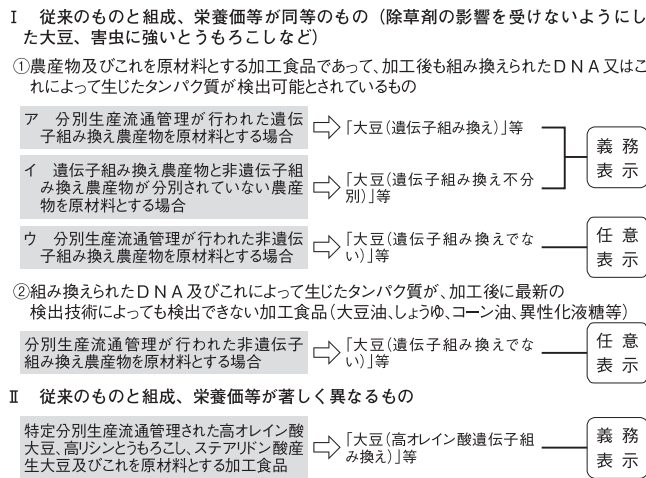 Ⅰ 従来のものと組成、栄養価等が同等のもの（除草剤の影響を受けないようにし
た大豆、害虫に強いとうもろこしなど）
①農産物及びこれを原材料とする加工食品であって、加工後も組み換えられたＤＮＡ又はこ
れによって生じたタンパク質が検出可能とされているもの
ア 分別生産流通管理が行われた遺伝
子組み換え農産物を原材料とする場合
「大豆(遺伝子組み換え)」等
イ 遺伝子組み換え農産物と非遺伝子組
み換え農産物が分別されていない農産
物を原材料とする場合
「大豆(遺伝子組み換え不分
別)」等
義務
表示
ウ 分別生産流通管理が行われた非遺伝
子組み換え農産物を原材料とする場合
「大豆(遺伝子組み換えでな
い)」等
任意
表示
②組み換えられたＤＮＡ及びこれによって生じたタンパク質が、加工後に最新の
検出技術によっても検出できない加工食品(大豆油、しょうゆ、コーン油、異性化液糖等)
分別生産流通管理が行われた非遺伝子
組み換え農産物を原材料とする場合
「大豆(遺伝子組み換えでな
い)」等
任意
表示
Ⅱ 従来のものと組成、栄養価等が著しく異なるもの
特定分別生産流通管理された高オレイン酸
大豆、高リシンとうもろこし、ステアリドン酸産
生大豆及びこれを原材料とする加工食品
「大豆(高オレイン酸遺伝子組
み換え)」等
義務
表示